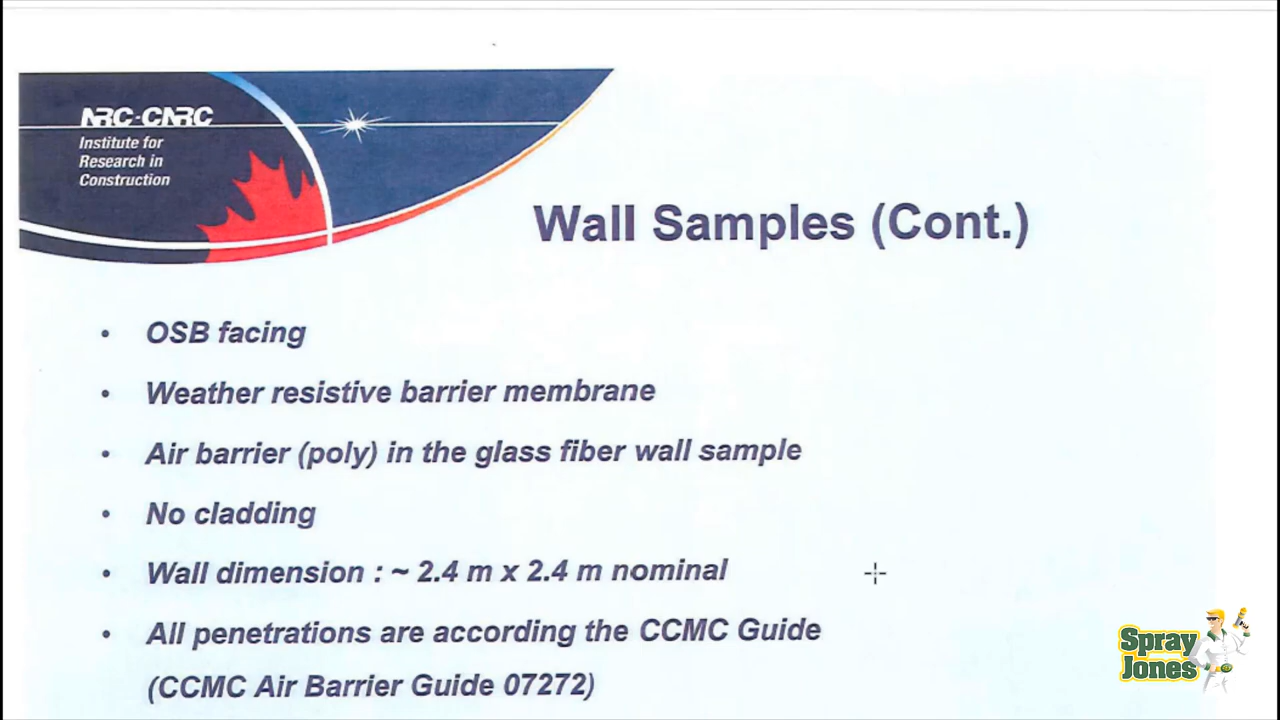 NRC-CNRC
Institute for
Research in
Construction
Wall Samples (Cont.)
• OSB facing
• Weather resistive barrier membrane
• Air barrier (poly) in the glass fiber wall sample
• No cladding
• Wall dimension : ~ 2.4 m x 2.4 m nominal
• All penetrations are according the CCMC Guide
(CCMC Air Barrier Guide 07272)
Spray
Jones